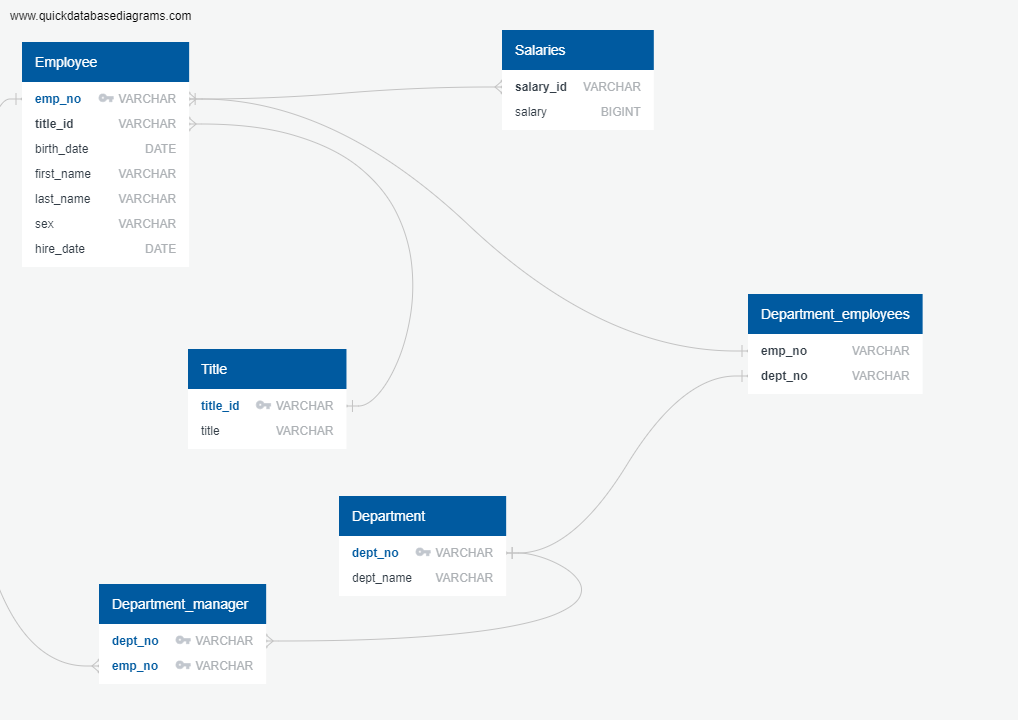 www.quickdatabasediagrams.com
Employee
emp_no VARCHAR
title_id VARCHAR
birth_date DATE
first_name VARCHAR
last_name VARCHAR
sex VARCHAR
hire_date DATE
Salaries
salary_id VARCHAR
salary BIGINT
Department_employees
emp_no VARCHAR
dept_no VARCHAR
Title
title_id VARCHAR
title VARCHAR
Department
dept_no VARCHAR
dept_name VARCHAR
Department_manager
dept_no VARCHAR
emp_no VARCHAR